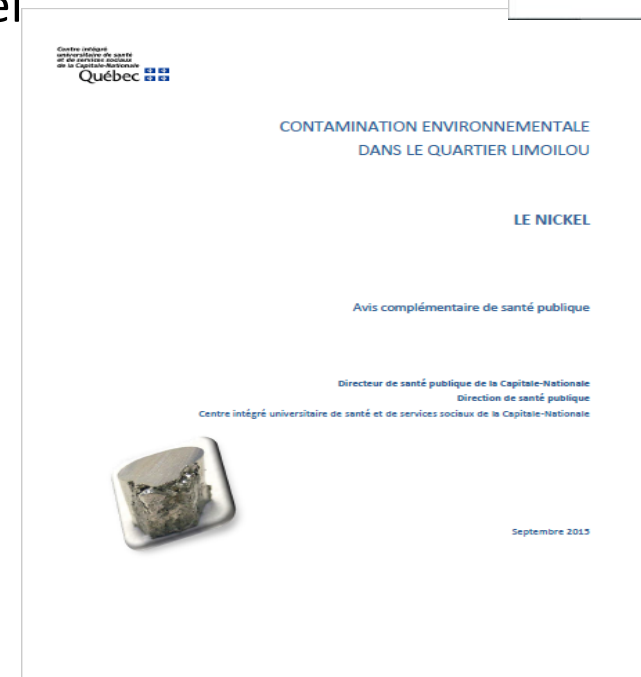 el
Centre intégré
universitaire de santé
et de services sociaux
de la Capitale-Nationale
Québec
CONTAMINATION ENVIRONNEMENTALE
DANS LE QUARTIER LIMOILOU
LE NICKEL
Avis complémentaire de santé publique
Directeur de santé publique de la Capitale-Nationale
Direction de santé publique
Centre intégré universitaire de santé et de services sociaux de la Capitale-Nationale
Septembre 2015